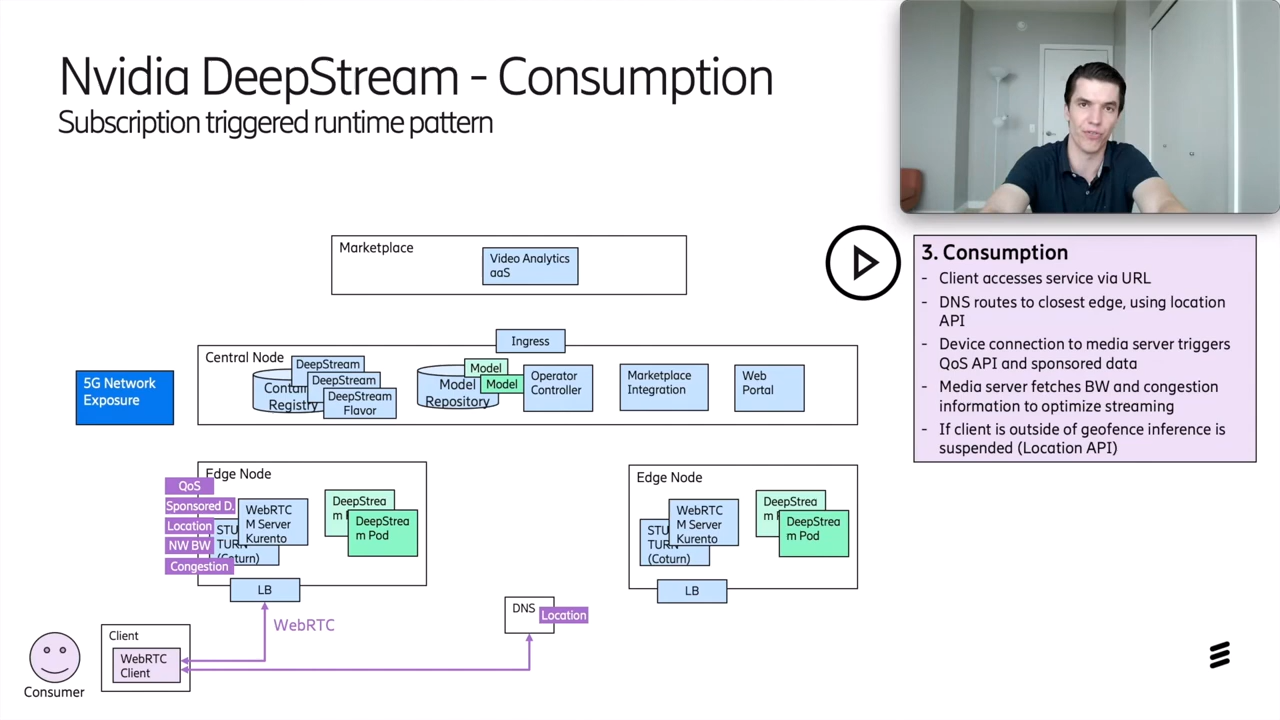 Nvidia DeepStream - Consumption
Subscription triggered runtime pattern
Marketplace
Video Analytics
aaS
3. Consumption
- Client accesses service via URL
- DNS routes to closest edge, using location
API
- Device connection to media server triggers
QoS API and sponsored data
- Media server fetches BW and congestion
information to optimize streaming
- If client is outside of geofence inference is
suspended (Location API)
Ingress
Central Node
5G Network
Exposure
Registry
DeepStream
DeepStream
DeepStream
Flavor
Model
Repository
Model
Model
Operator
Controller
Marketplace
Integration
Web
Portal
Edge Node
QoS
Sponsored D.
Location
NW BW
Congestion
WebRTC
M Server
Kurento
TURN
(Coturn)
DeepStrea
DeepStrea
m Pod
LB
Edge Node
WebRTC
M Server
Kurento
TURN
(Coturn)
DeepStrea
DeepStrea
m Pod
LB
WebRTC
DNS
Location
Client
WebRTC
Client
Consumer